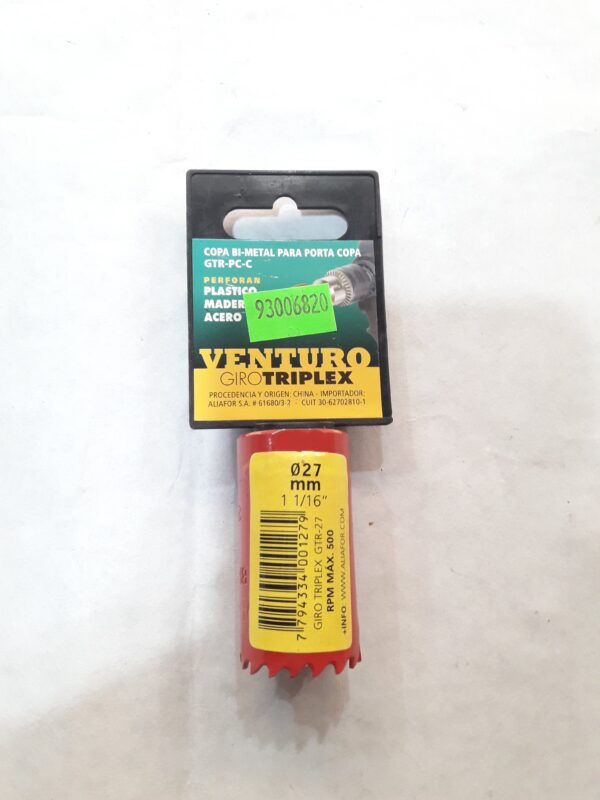 COPA BI-METAL PARA PORTA COPA
GTR-PC-C
PERFORAN
PLASTICO
MADER
ACERO
93006820
VENTURO
GIROTRIPLEX
PROCEDENCIA Y ORIGEN: CHINA - IMPORTADOR:
ALIAFOR S.A. # 61680/3-2 - CUIT 30-62702810-1
Ø27
mm
1 1/16"
7 794334 001279
GIRO TRIPLEX GTR-27
RPM MÁX. 500
+INFO WWW.ALIAFOR.COM